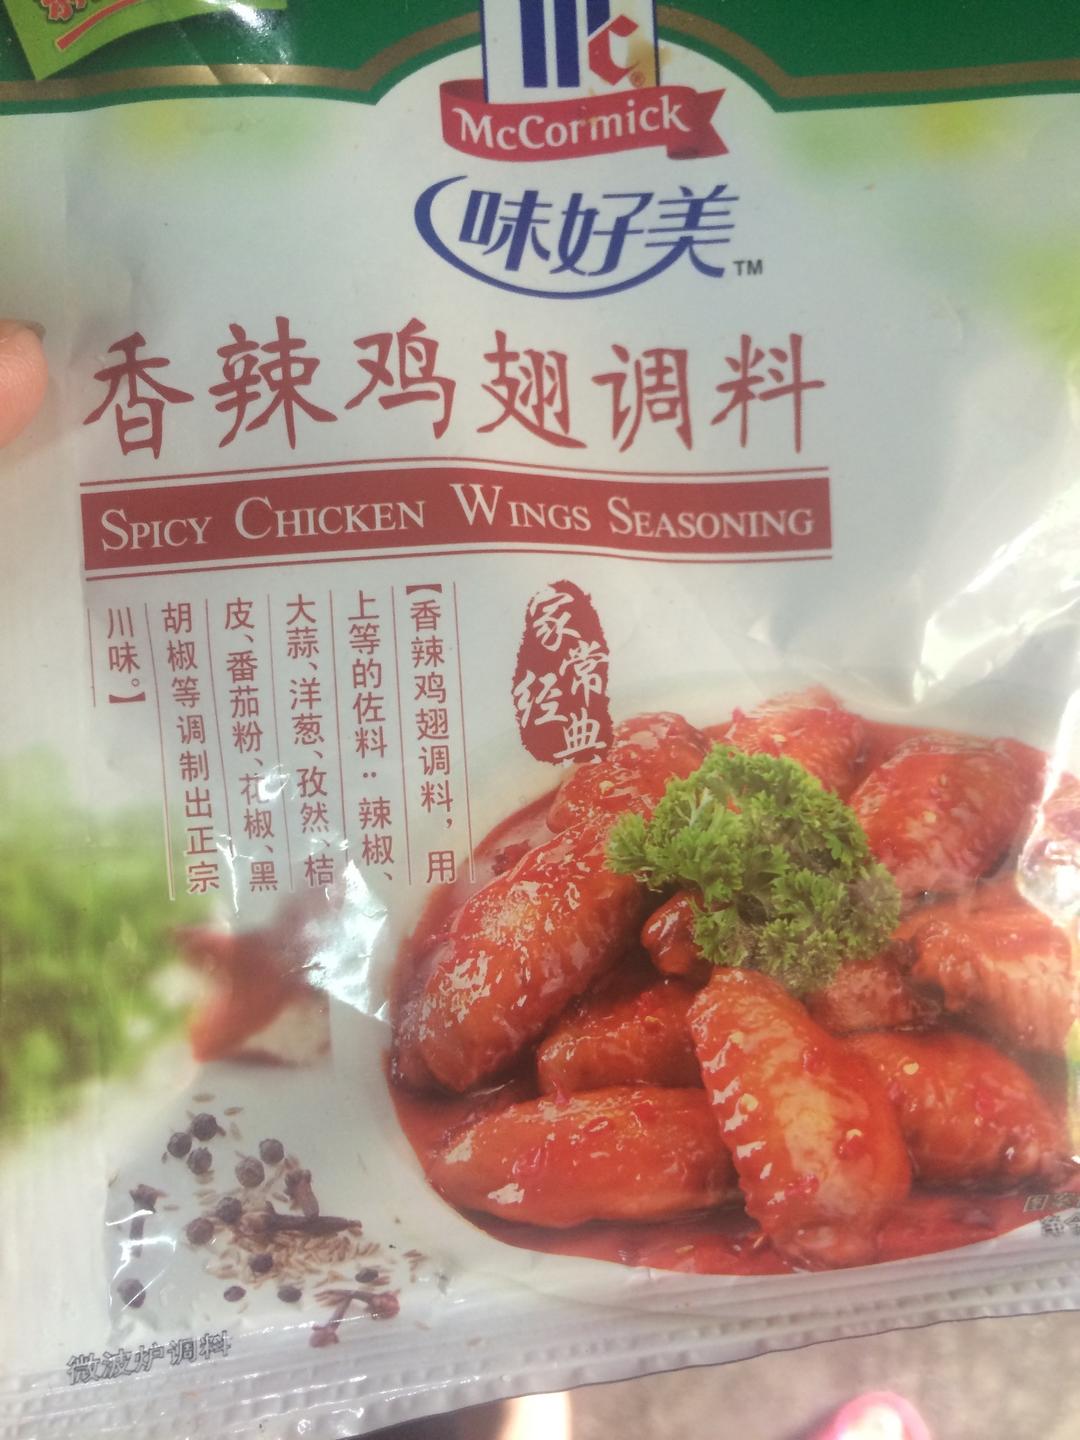 McCormick
味好美™
香辣鸡翅调料
SPICY CHICKEN WINGS SEASONING
【香辣鸡翅调料，用
上等的佐料：辣椒、
大蒜、洋葱、孜然、桔
皮、番茄粉、花椒、黑
胡椒等调制出正宗
川味。】
家常
经典
微波炉调料